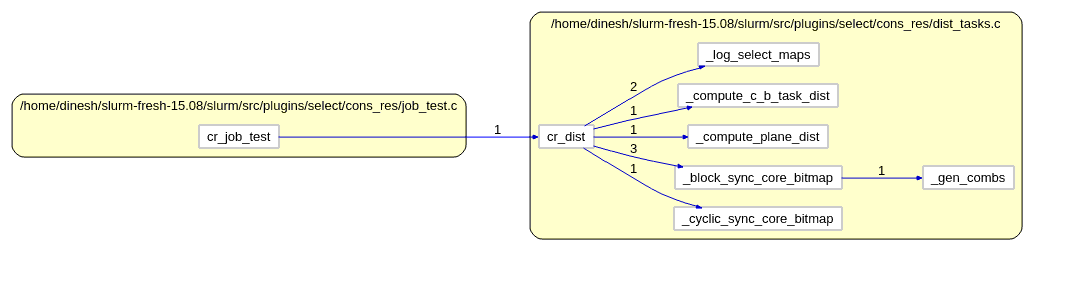 /home/dinesh/slurm-fresh-15.08/slurm/src/plugins/select/cons_res/job_test.c
cr_job_test
1
/home/dinesh/slurm-fresh-15.08/slurm/src/plugins/select/cons_res/dist_tasks.c
cr_dist
2
_log_select_maps
1
_compute_c_b_task_dist
1
_compute_plane_dist
3
_block_sync_core_bitmap
1
_gen_combs
1
_cyclic_sync_core_bitmap